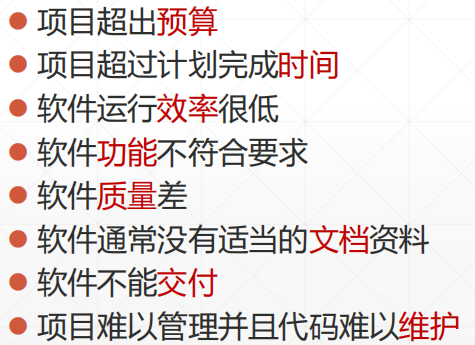 项目超出预算
项目超过计划完成时间
软件运行效率很低
软件功能不符合要求
软件质量差
软件通常没有适当的文档资料
软件不能交付
项目难以管理并且代码难以维护